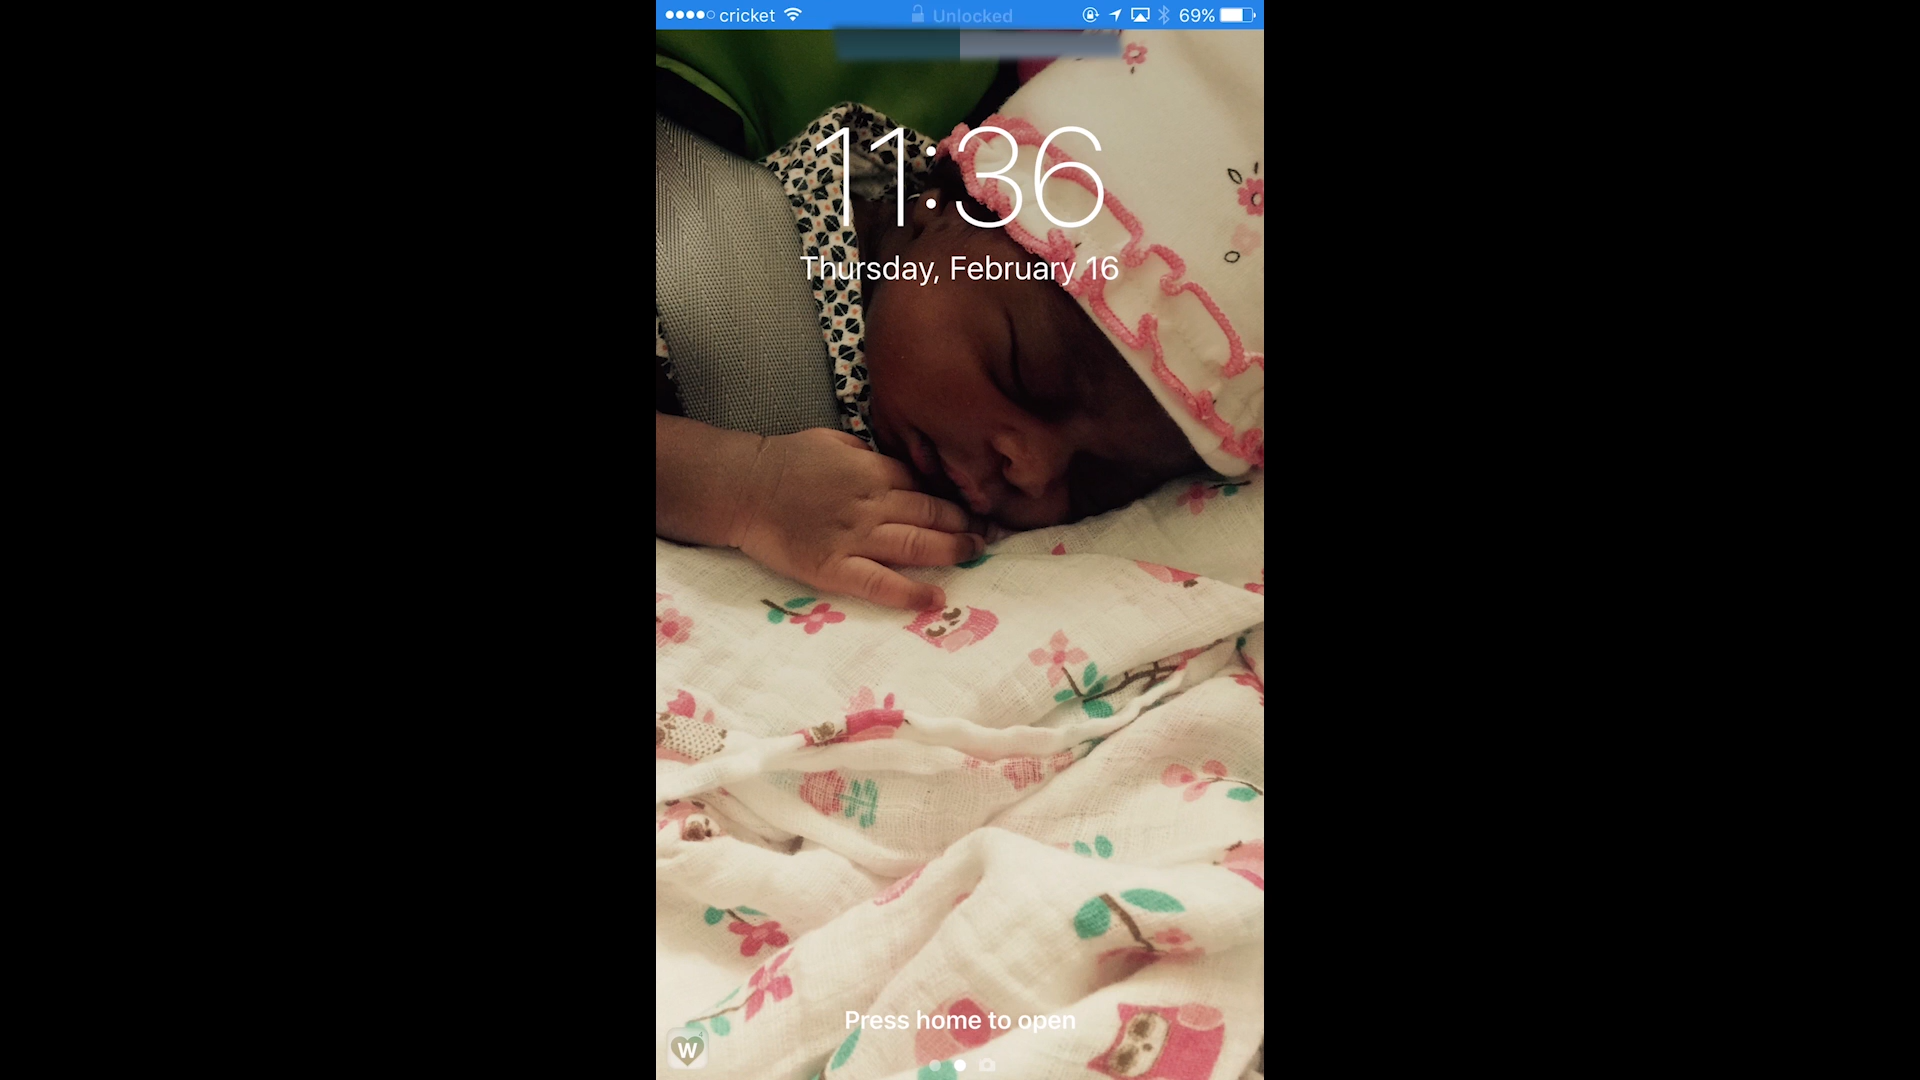 cricket Unlocked 69%
11:36
Thursday, February 16
Press home to open
W